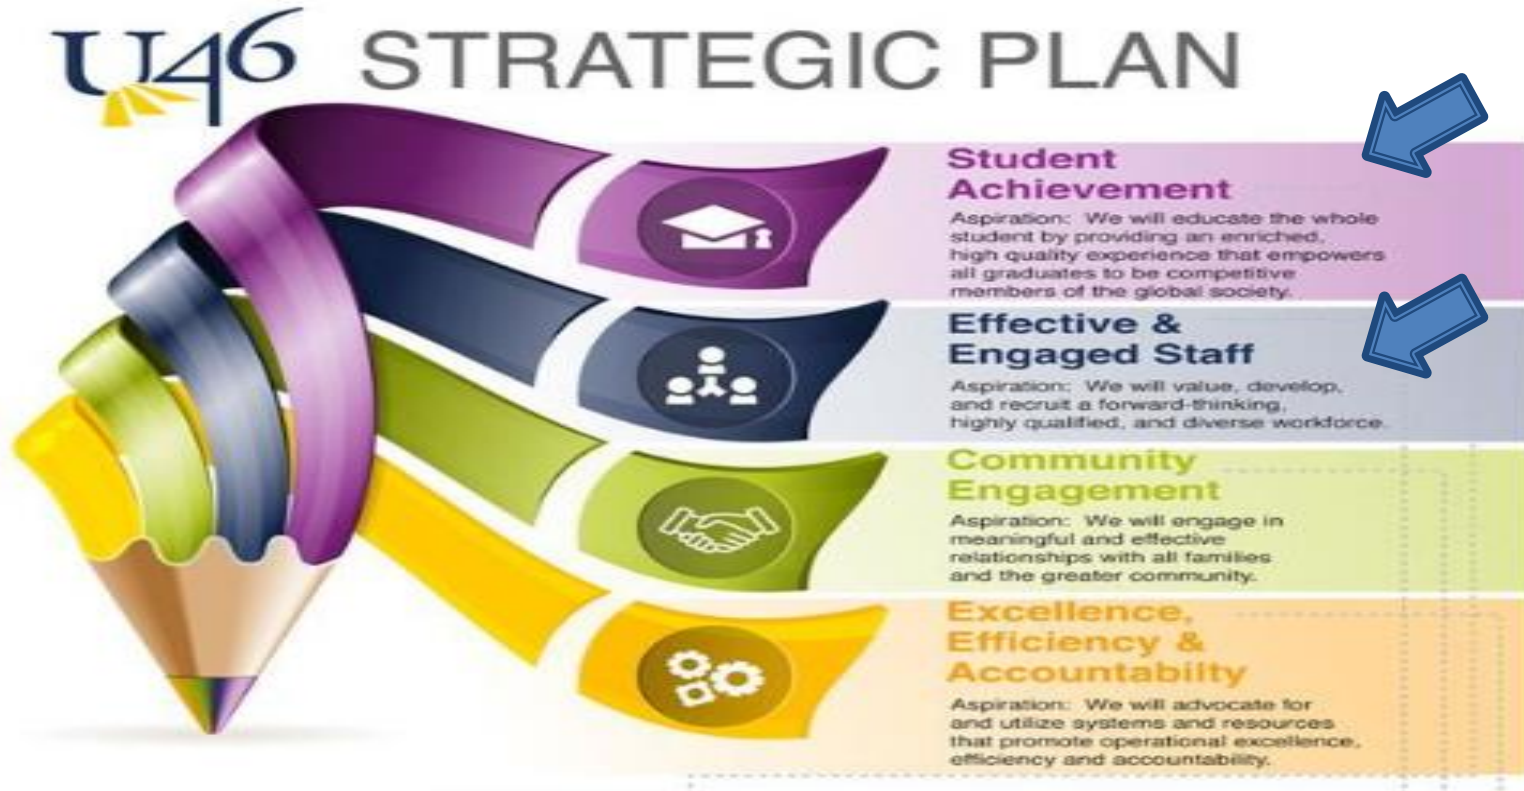 U46 STRATEGIC PLAN
Student
Achievement
Aspiration: We will educate the whole
student by providing an enriched,
high quality experience that empowers
all graduates to be competitive
members of the global society.
Effective &
Engaged Staff
Aspiration: We will value, develop,
and recruit a forward-thinking,
highly qualified, and diverse workforce.
Community
Engagement
Aspiration: We will engage in
meaningful and effective
relationships with all families
and the greater community.
Excellence,
Efficiency &
Accountabilty
Aspiration: We will advocate for
and utilize systems and resources
that promote operational excellence,
efficiency and accountability.